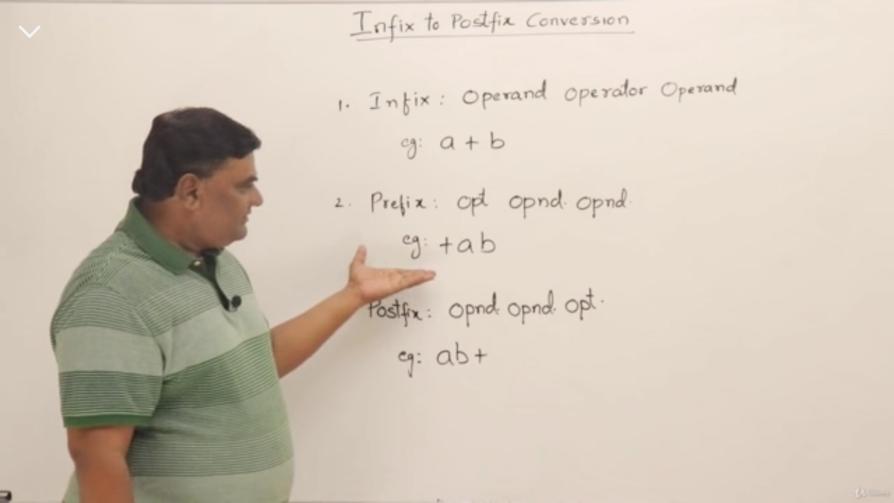 Infix to Postfix Conversion
1. Infix: Operand Operator Operand
eg: a + b
2. Prefix: opt opnd. opnd.
eg: +ab
Postfix: opnd. opnd. opt.
eg: ab+